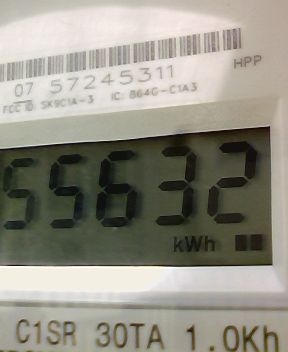 HPP
07 57245311
FCC ID SK9C1A-3 IC: 864G-C1A3
55632
kWh
C1SR 30TA 1.0Kh